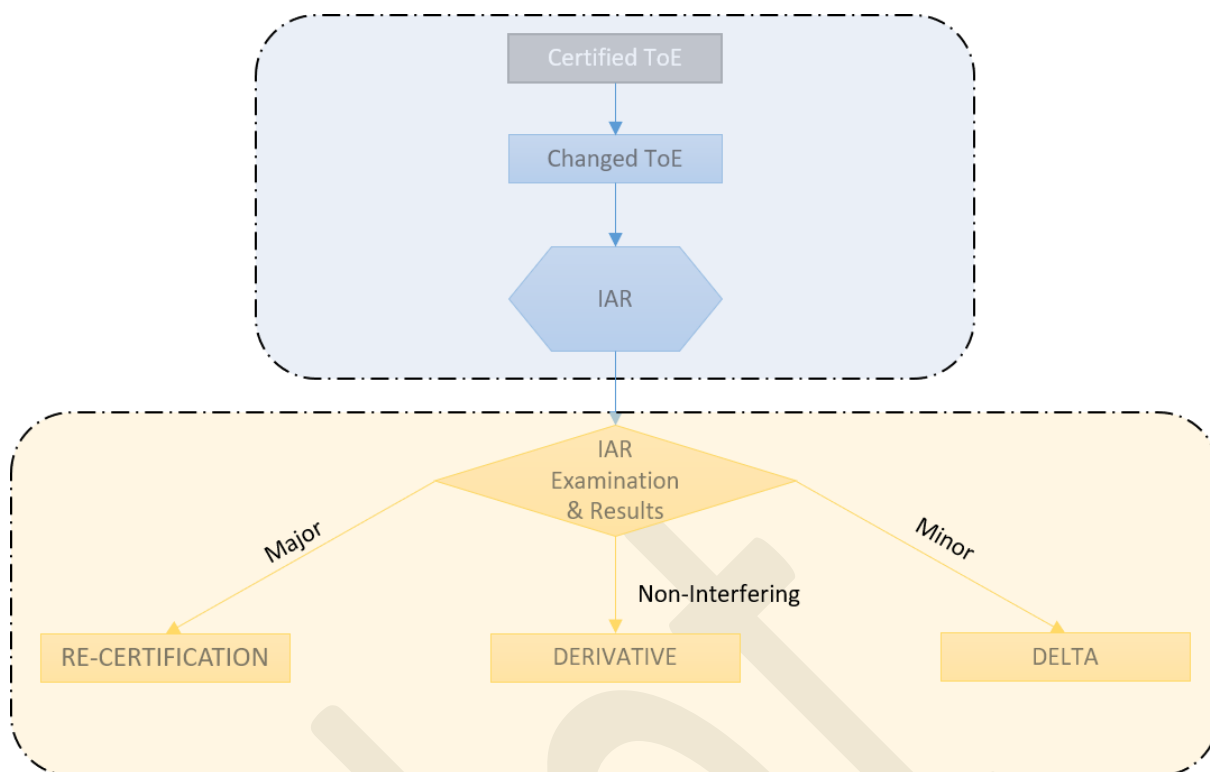 Certified ToE
Changed ToE
IAR
IAR
Examination
& Results
Major
Minor
Non-Interfering
RE-CERTIFICATION
DERIVATIVE
DELTA